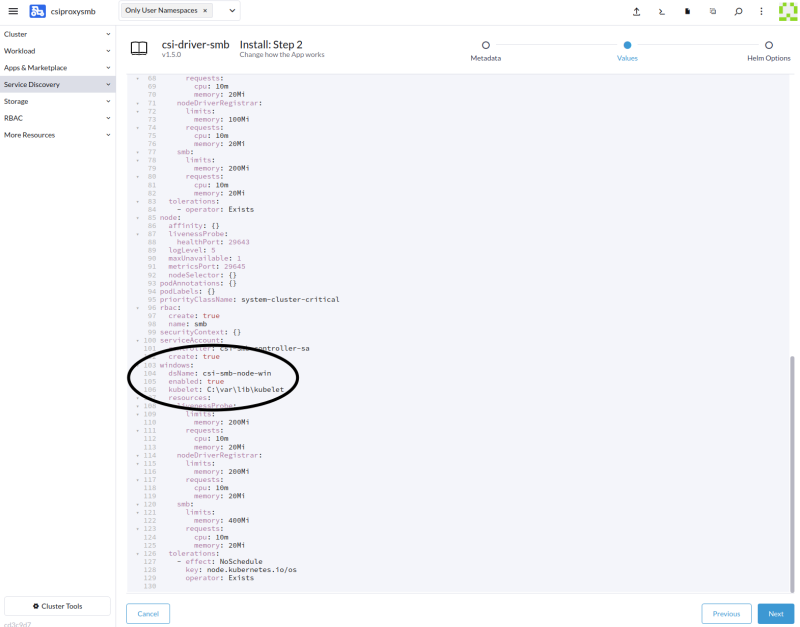 csiproxysmb
Only User Namespaces ×
Cluster
Workload
Apps & Marketplace
Service Discovery
Storage
RBAC
More Resources
Cluster Tools
csi-driver-smb
v1.5.0
Install: Step 2
Change how the App works
Metadata
Values
Helm Options
68 requests:
69 cpu: 10m
70 memory: 20Mi
71 nodeDriverRegistrar:
72 limits:
73 memory: 100Mi
74 requests:
75 cpu: 10m
76 memory: 20Mi
77 smb:
78 limits:
79 memory: 200Mi
80 requests:
81 cpu: 10m
82 memory: 20Mi
83 tolerations:
84 - operator: Exists
85 node:
86 affinity: {}
87 livenessProbe:
88 healthPort: 29643
89 logLevel: 5
90 maxUnavailable: 1
91 metricsPort: 29645
92 nodeSelector: {}
93 podAnnotations: {}
94 podLabels: {}
95 priorityClassName: system-cluster-critical
96 rbac:
97 create: true
98 name: smb
99 securityContext: {}
100 serviceAccount:
101
102 create: true
103 windows:
104 dsName: csi-smb-node-win
105 enabled: true
106 kubelet: C:\var\lib\kubelet
resources:
109 limits:
110 memory: 200Mi
111 requests:
112 cpu: 10m
113 memory: 20Mi
114 nodeDriverRegistrar:
115 limits:
116 memory: 200Mi
117 requests:
118 cpu: 10m
119 memory: 20Mi
120 smb:
121 limits:
122 memory: 400Mi
123 requests:
124 cpu: 10m
125 memory: 20Mi
126 tolerations:
127 - effect: NoSchedule
128 key: node.kubernetes.io/os
129 operator: Exists
130
Cancel
Previous
Next